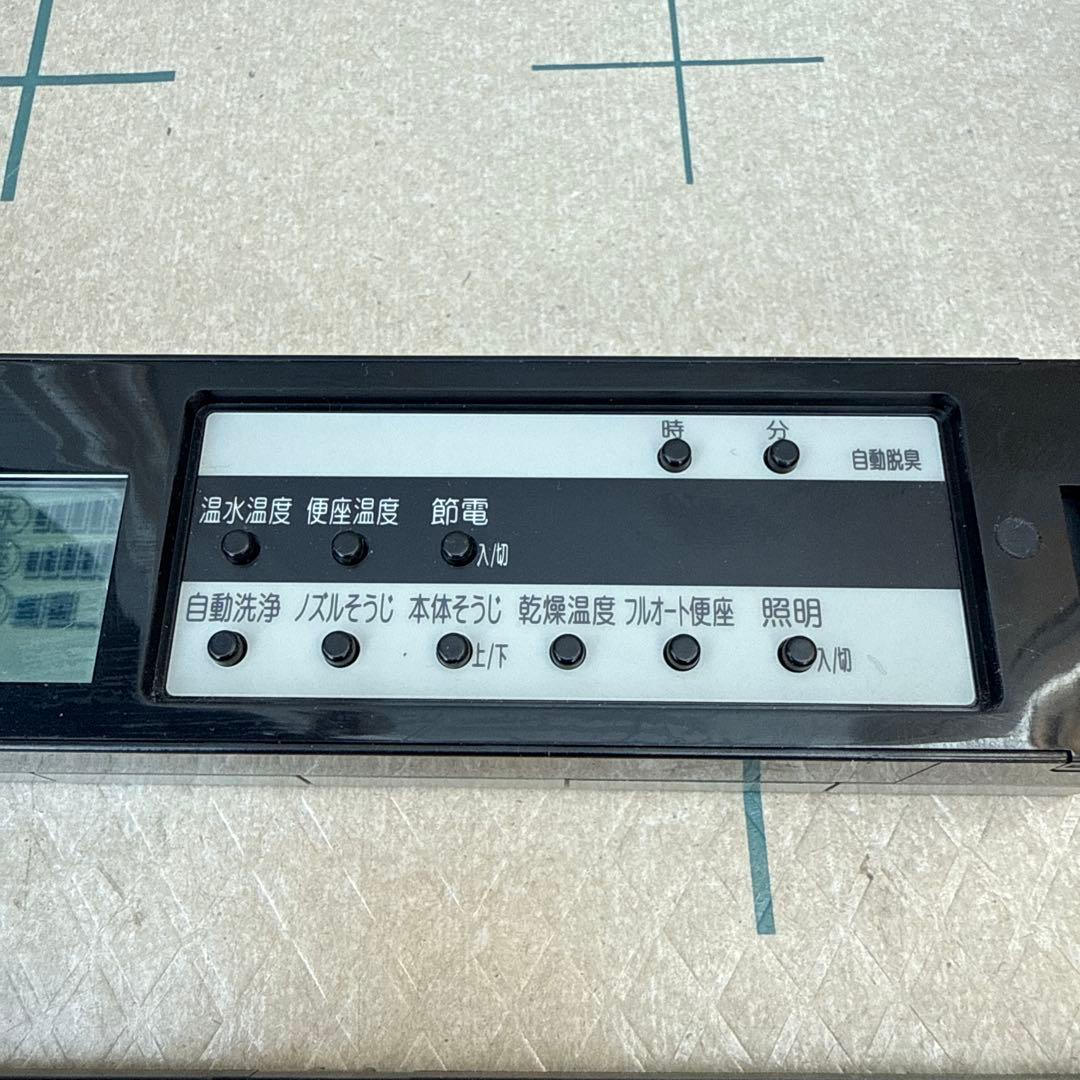 時 分
自動脱臭
温水温度 便座温度 節電
入/切
自動洗浄 ノズルそうじ 本体そうじ 乾燥温度 フルオート便座 照明
上/下 入/切